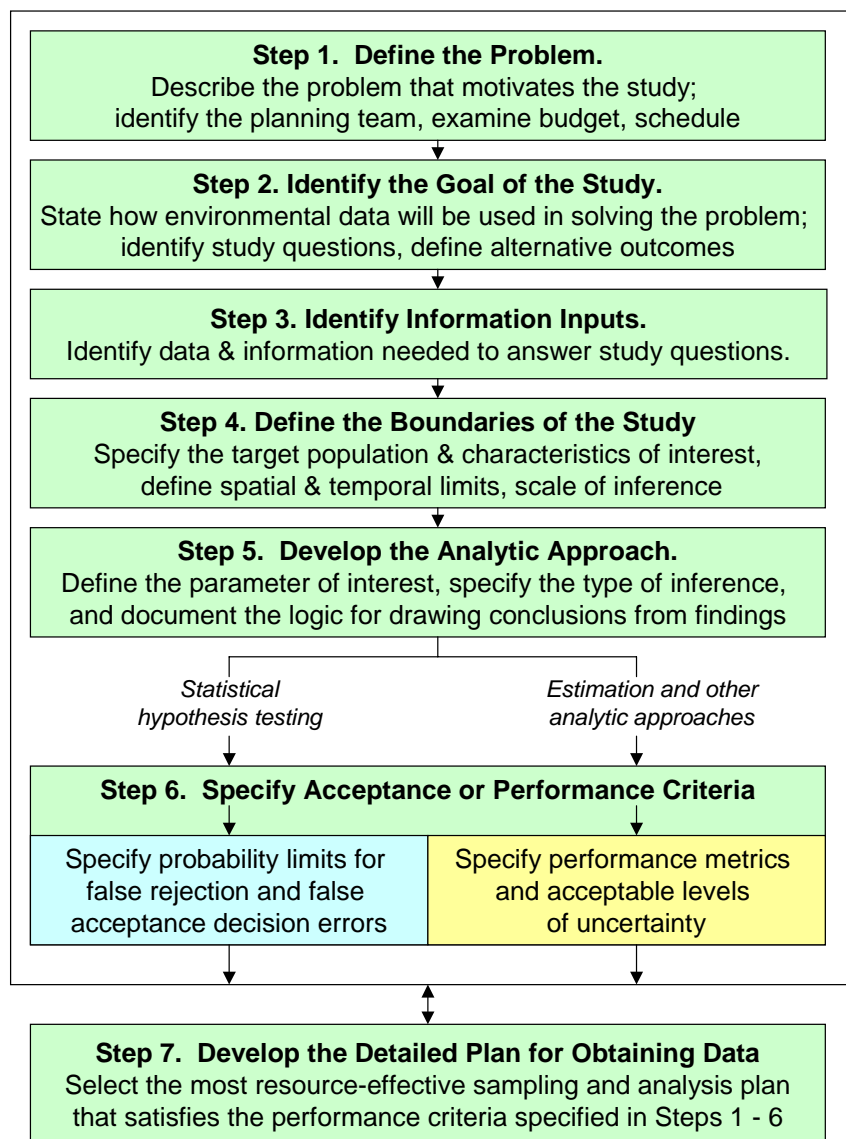 Step 1.  Define the Problem.
Describe the problem that motivates the study;
identify the planning team, examine budget, schedule
Step 2. Identify the Goal of the Study.
State how environmental data will be used in solving the problem;
identify study questions, define alternative outcomes
Step 3. Identify Information Inputs.
Identify data & information needed to answer study questions.
Step 4. Define the Boundaries of the Study
Specify the target population & characteristics of interest,
define spatial & temporal limits, scale of inference
Step 5.  Develop the Analytic Approach.
Define the parameter of interest, specify the type of inference,
and document the logic for drawing conclusions from findings
Statistical
hypothesis testing
Estimation and other
analytic approaches
Step 6.  Specify Acceptance or Performance Criteria
Specify probability limits for
false rejection and false
acceptance decision errors
Specify performance metrics
and acceptable levels
of uncertainty
Step 7.  Develop the Detailed Plan for Obtaining Data
Select the most resource-effective sampling and analysis plan
that satisfies the performance criteria specified in Steps 1 - 6